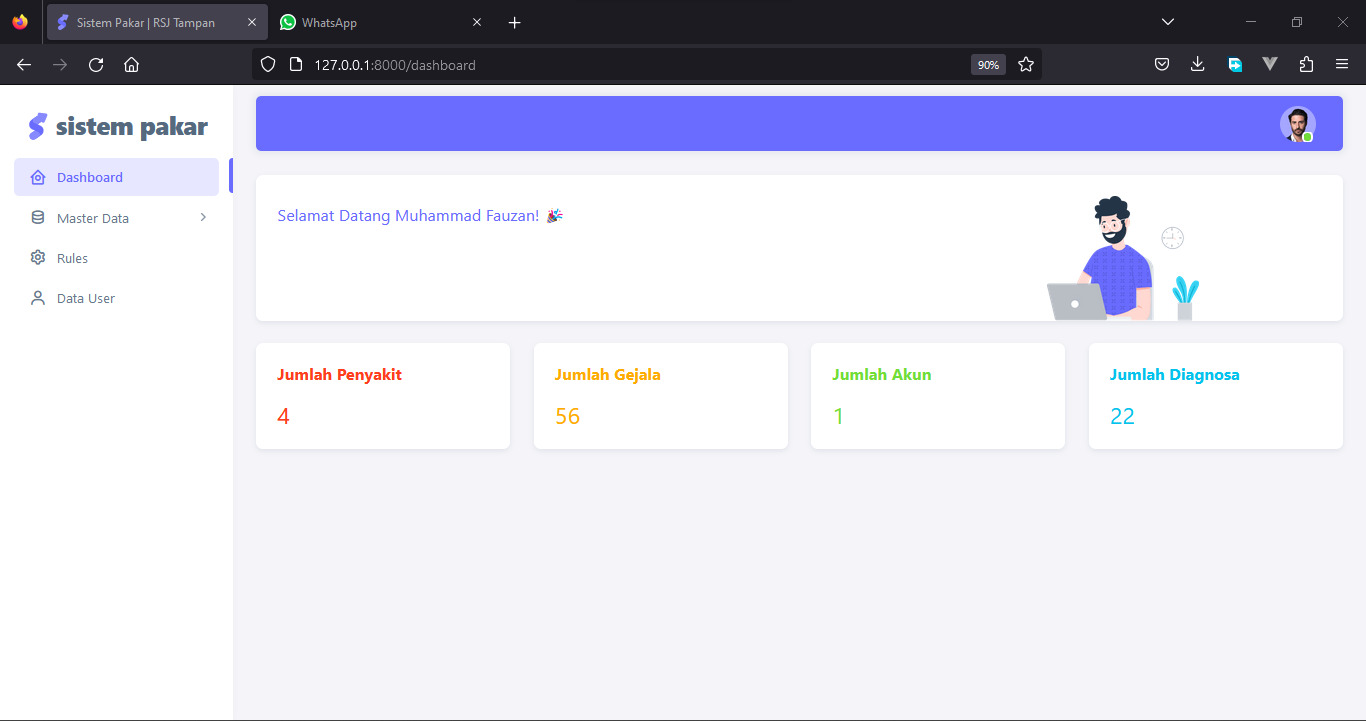 Sistem Pakar | RSJ Tampan
WhatsApp
127.0.0.1:8000/dashboard
90%
sistem pakar
Dashboard
Master Data
Rules
Data User
Selamat Datang Muhammad Fauzan! 🎉
Jumlah Penyakit
4
Jumlah Gejala
56
Jumlah Akun
1
Jumlah Diagnosa
22